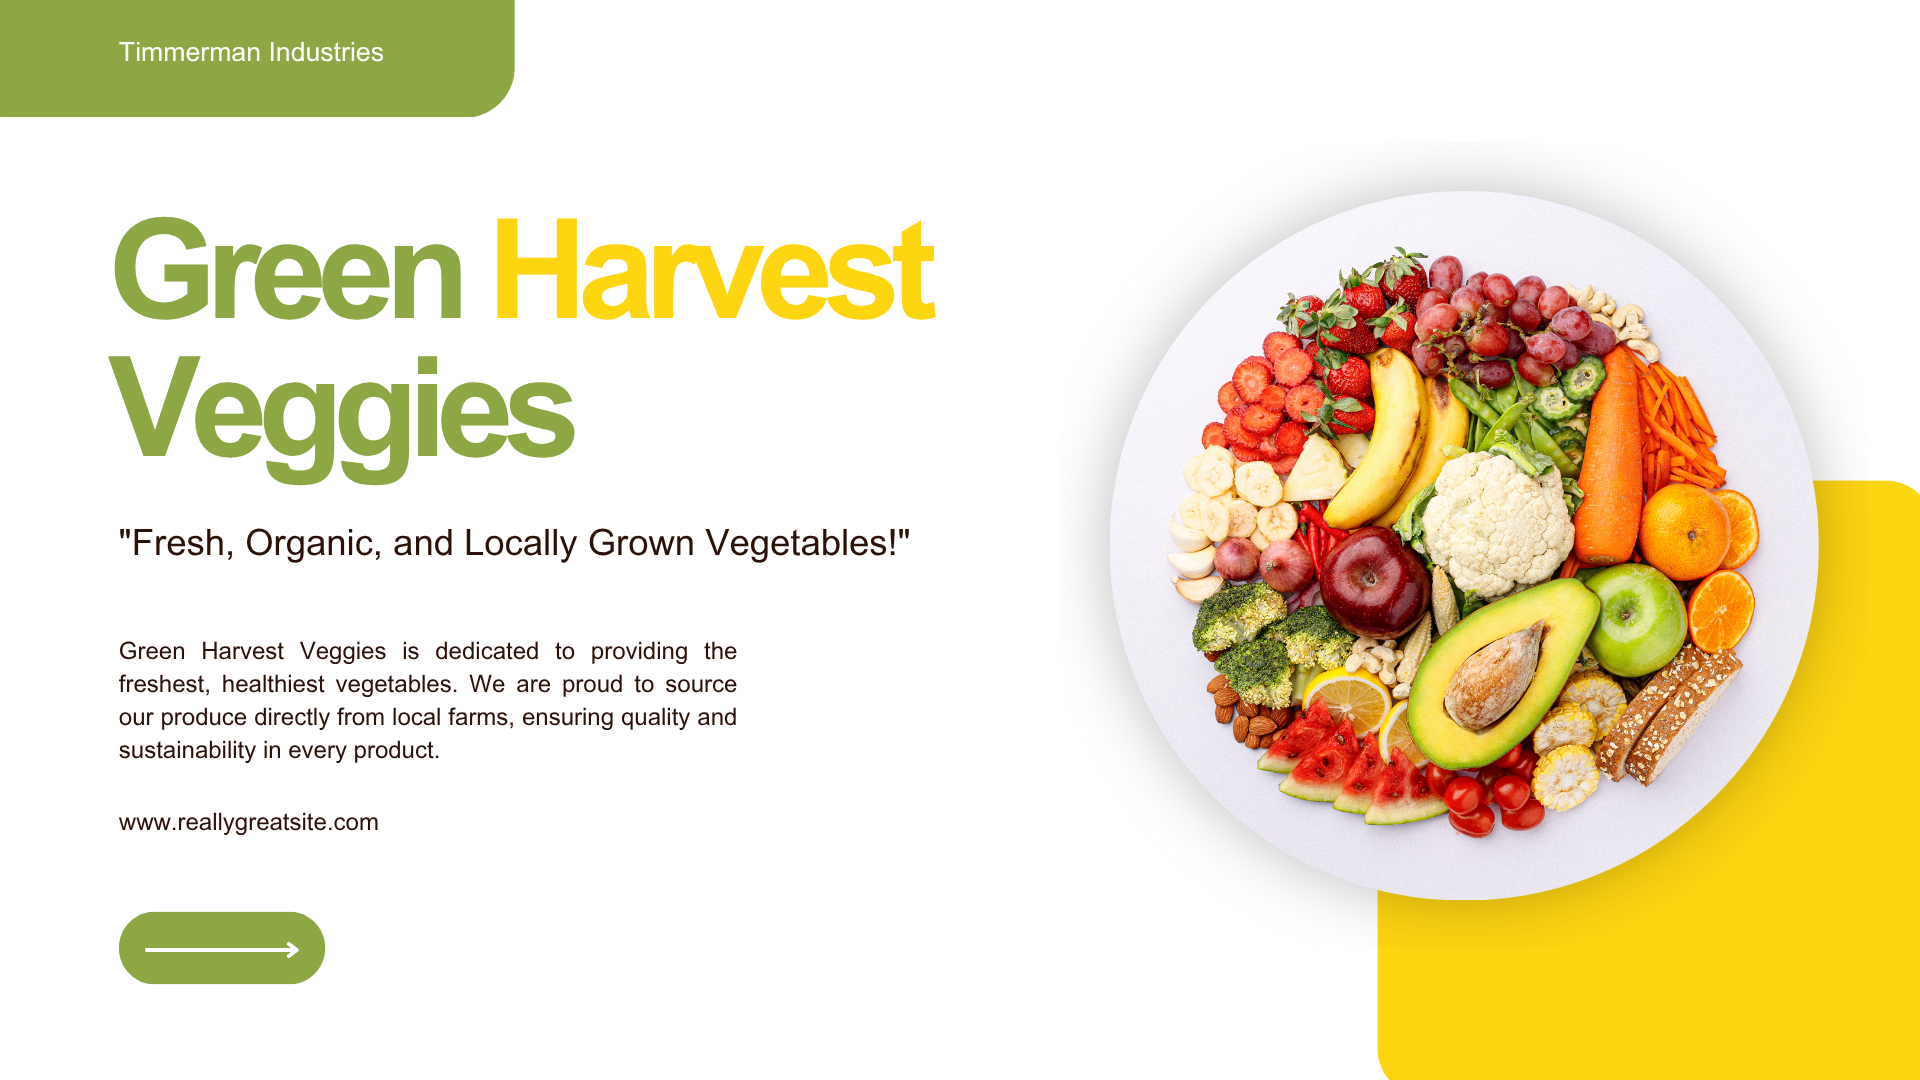 Timmerman Industries
Green Harvest
Veggies
"Fresh, Organic, and Locally Grown Vegetables!"
Green Harvest Veggies is dedicated to providing the
freshest, healthiest vegetables. We are proud to source
our produce directly from local farms, ensuring quality and
sustainability in every product.
www.reallygreatsite.com